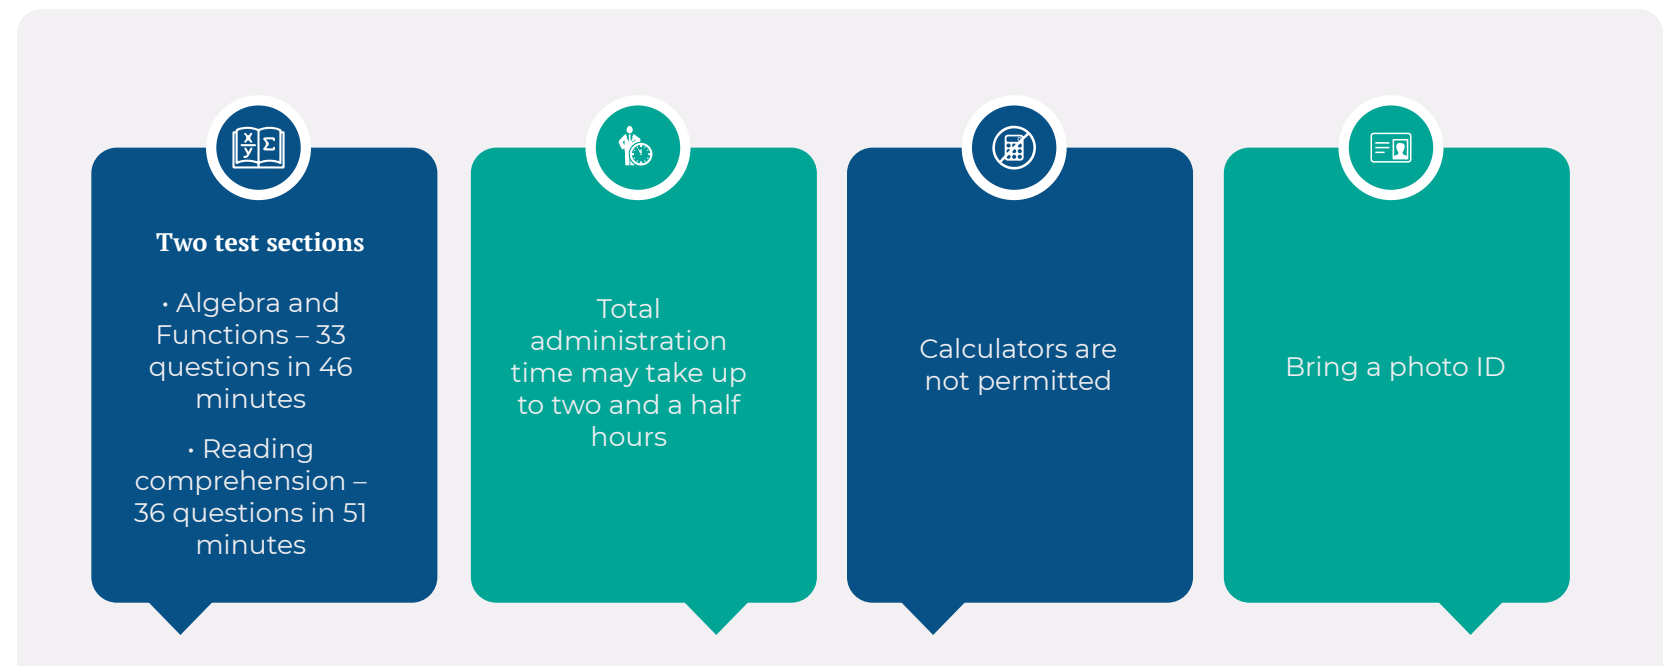 x
y
Σ
Two test sections
• Algebra and
Functions – 33
questions in 46
minutes
• Reading
comprehension –
36 questions in 51
minutes
Total
administration
time may take up
to two and a half
hours
Calculators are
not permitted
Bring a photo ID